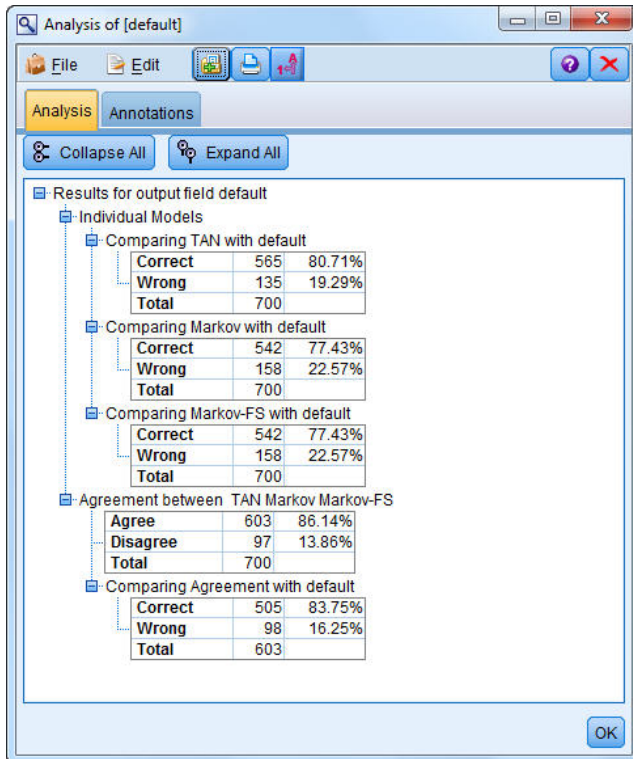 Analysis of [default]
File Edit
Analysis Annotations
Collapse All Expand All
Results for output field default
Individual Models
Comparing TAN with default
Correct 565 80.71%
Wrong 135 19.29%
Total 700
Comparing Markov with default
Correct 542 77.43%
Wrong 158 22.57%
Total 700
Comparing Markov-FS with default
Correct 542 77.43%
Wrong 158 22.57%
Total 700
Agreement between TAN Markov Markov-FS
Agree 603 86.14%
Disagree 97 13.86%
Total 700
Comparing Agreement with default
Correct 505 83.75%
Wrong 98 16.25%
Total 603
OK